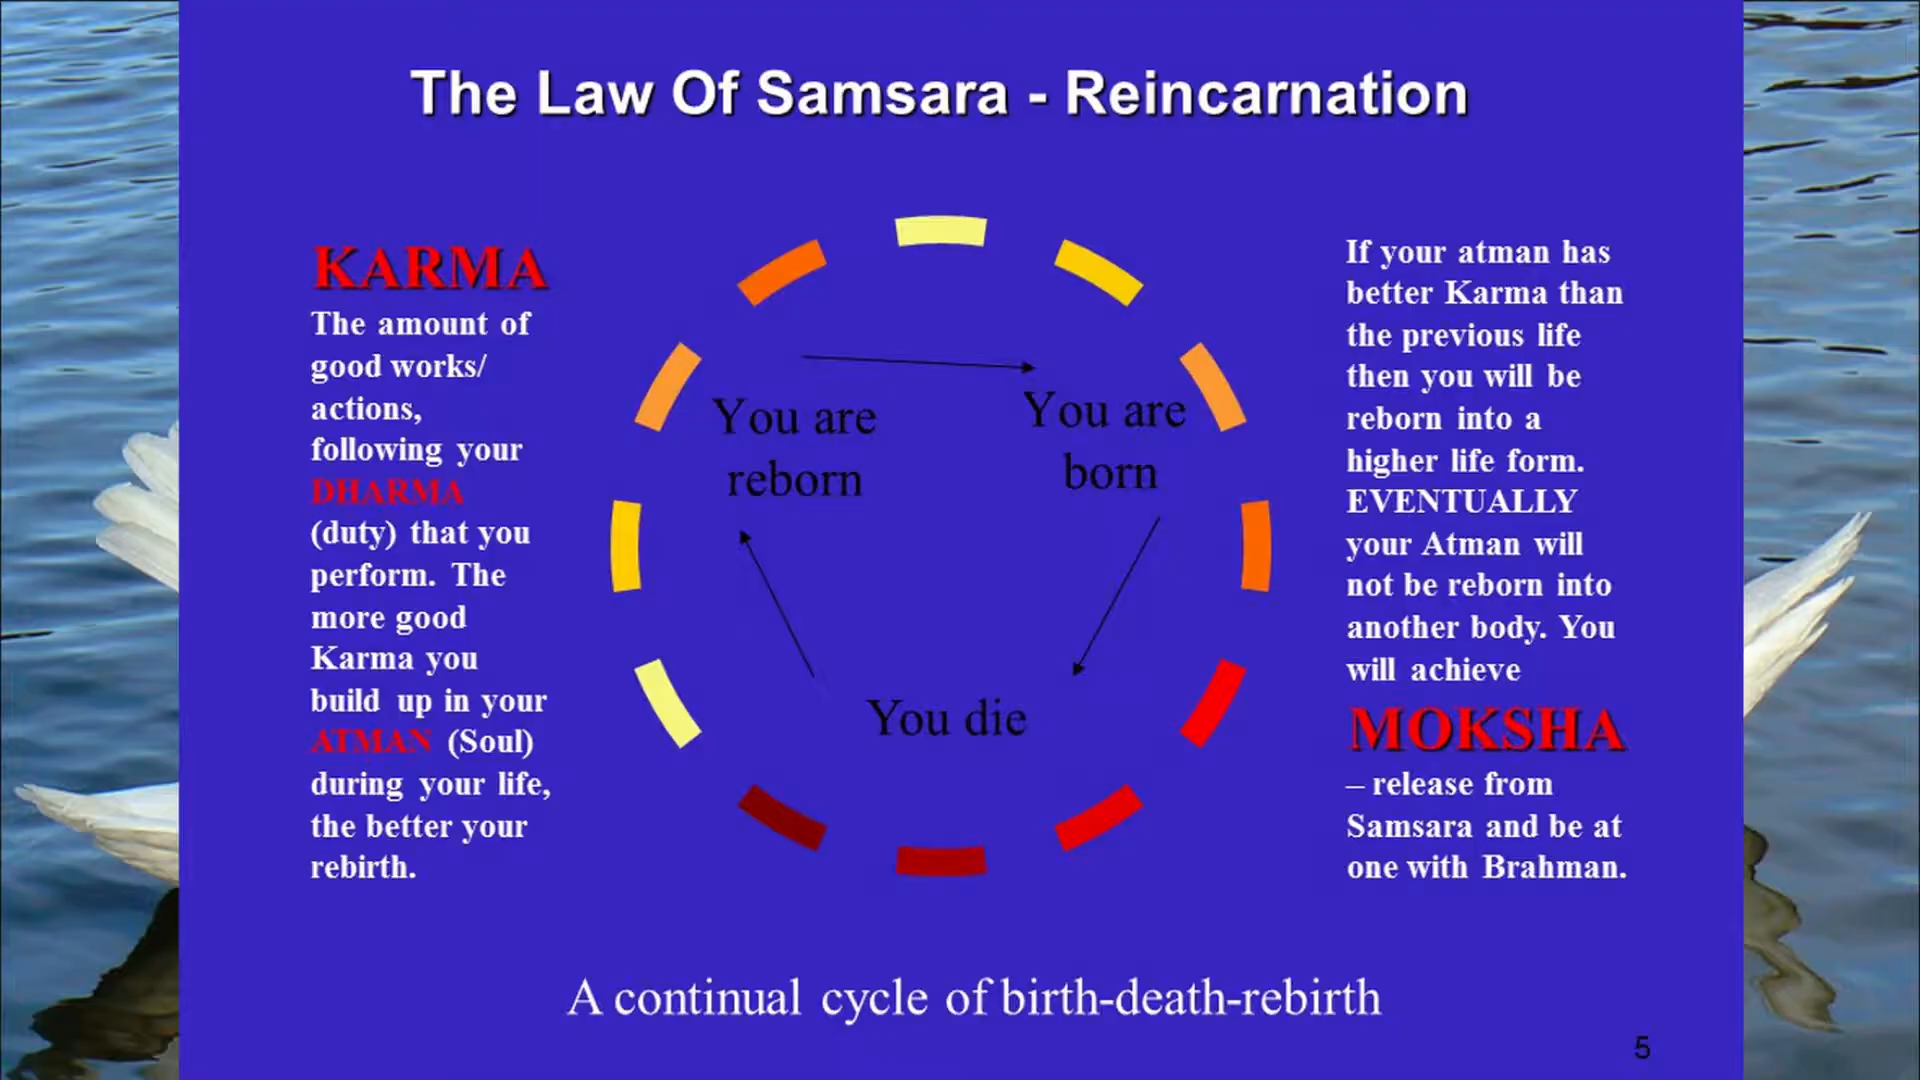 The Law Of Samsara - Reincarnation
KARMA
The amount of
good works/
actions,
following your
DHARMA
(duty) that you
perform. The
more good
Karma you
build up in your
ATMAN (Soul)
during your life,
the better your
rebirth.
You are
reborn
You are
born
You die
If your atman has
better Karma than
the previous life
then you will be
reborn into a
higher life form.
EVENTUALLY
your Atman will
not be reborn into
another body. You
will achieve
MOKSHA
– release from
Samsara and be at
one with Brahman.
A continual cycle of birth-death-rebirth
5